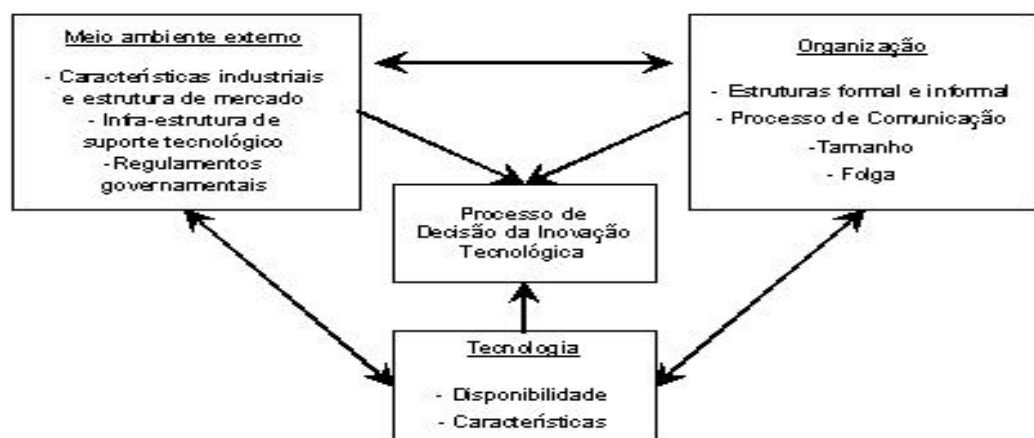 Meio ambiente externo
- Características industriais
e estrutura de mercado
- Infra-estrutura de
suporte tecnológico
-Regulamentos
governamentais
Organização
- Estruturas formal e informal
- Processo de Comunicação
-Tamanho
- Folga
Processo de
Decisão da Inovação
Tecnológica
Tecnologia
- Disponibilidade
- Características